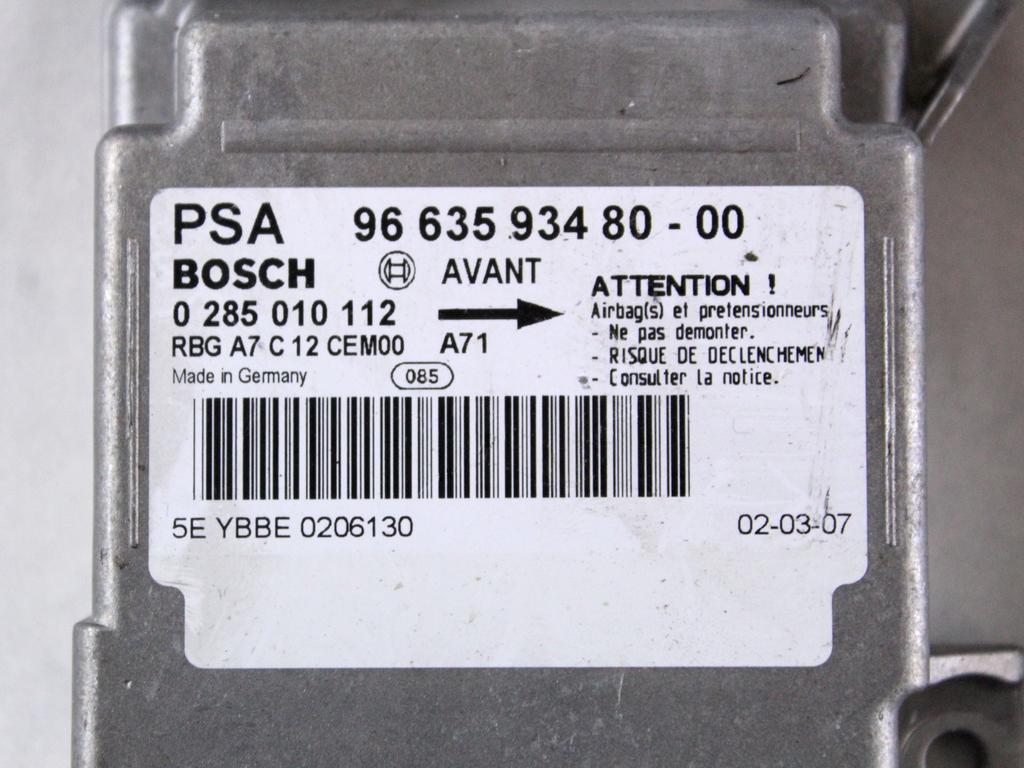 PSA 96 635 934 80 - 00
BOSCH AVANT
0 285 010 112
RBG A7 C 12 CEM00 A71
Made in Germany 085
ATTENTION !
Airbag(s) et pretensionneurs
- Ne pas demonter.
- RISQUE DE DECLENCHEMEN
- Consulter la notice.
5E YBBE 0206130 02-03-07